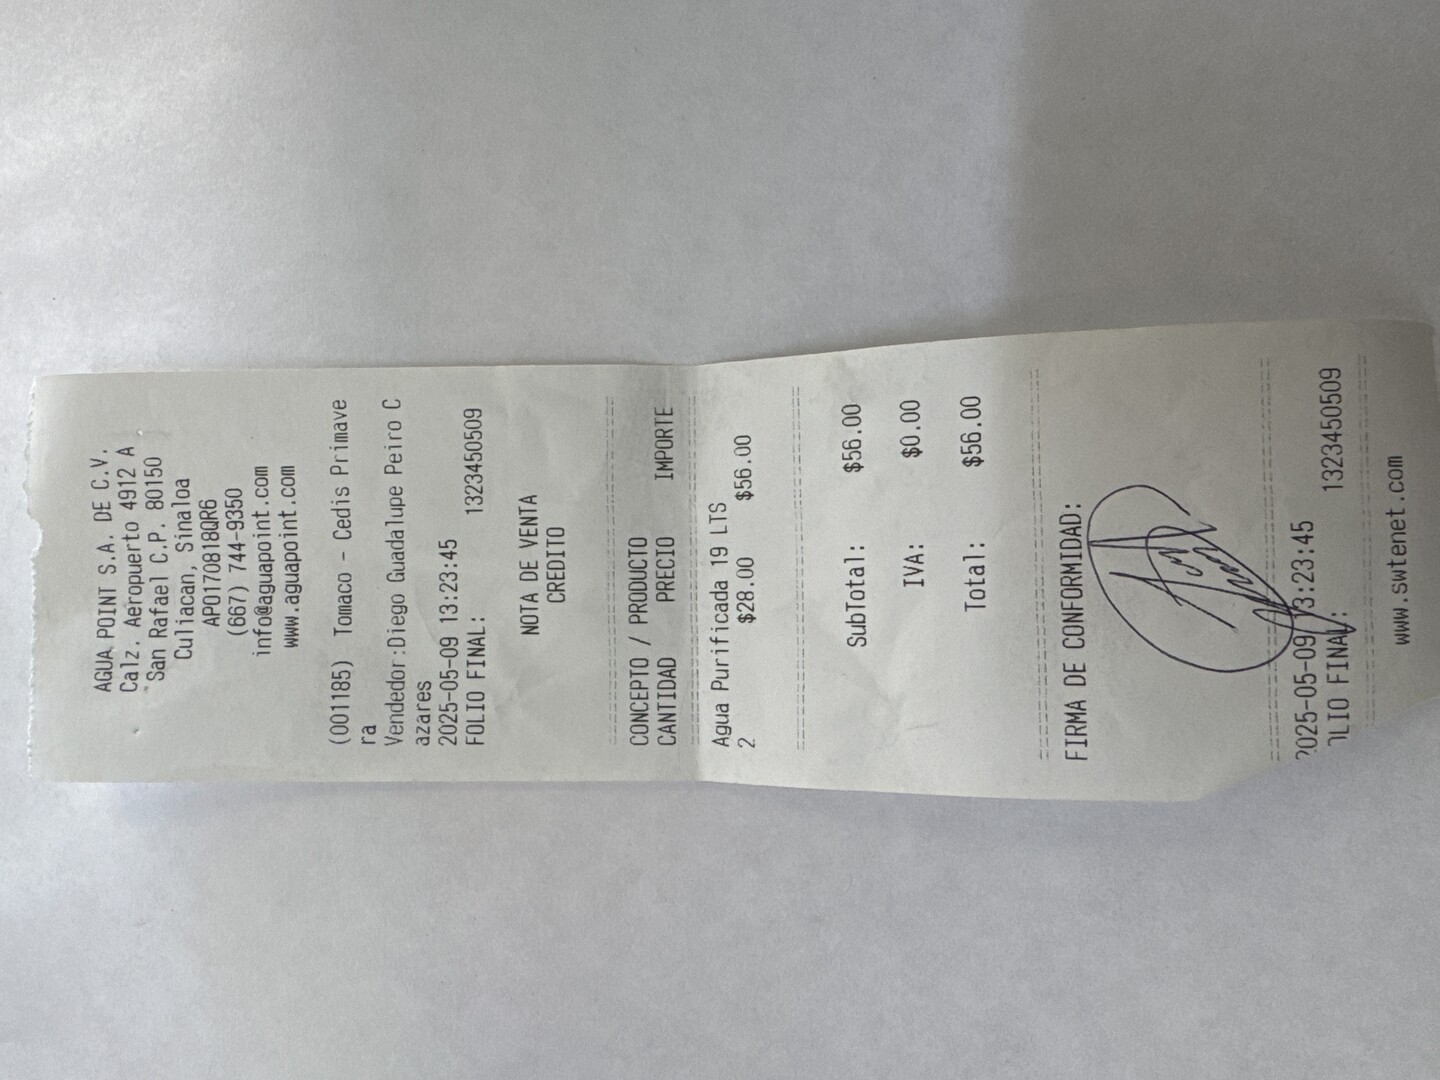 AGUA POINT S.A. DE C.V.
Calz. Aeropuerto 4912 A
San Rafael C.P. 80150
Culiacan, Sinaloa
APO170818QR6
(667) 744-9350
info@aguapoint.com
www.aguapoint.com
(001185) Tomaco - Cedis Primave
ra
Vendedor:Diego Guadalupe Peiro C
azares
2025-05-09 13:23:45
FOLIO FINAL: 1323450509
NOTA DE VENTA
CREDITO
CONCEPTO / PRODUCTO
CANTIDAD PRECIO IMPORTE
Agua Purificada 19 LTS
2 $28.00 $56.00
SubTotal: $56.00
IVA: $0.00
Total: $56.00
FIRMA DE CONFORMIDAD:
2025-05-09 13:23:45
OLIO FINAL: 1323450509
www.swtenet.com